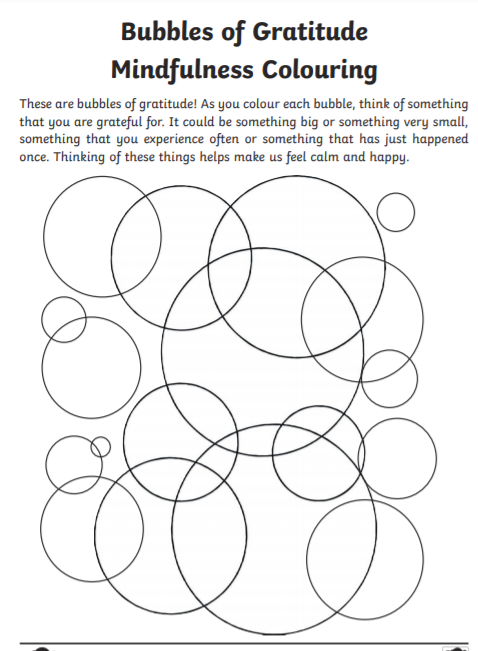 Bubbles of Gratitude
Mindfulness Colouring
These are bubbles of gratitude! As you colour each bubble, think of something
that you are grateful for. It could be something big or something very small,
something that you experience often or something that has just happened
once. Thinking of these things helps make us feel calm and happy.